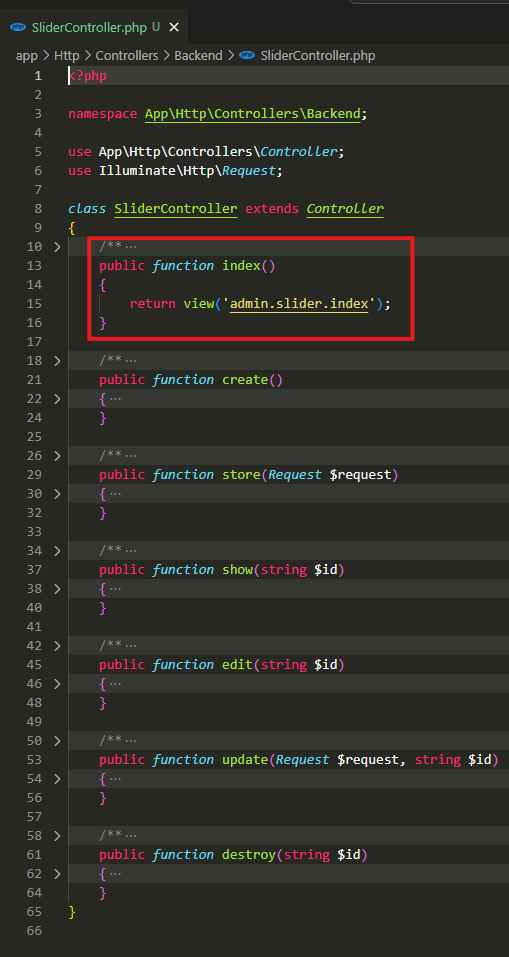 php SliderController.php U ×
app > Http > Controllers > Backend > php SliderController.php
1 <?php
2
3 namespace App\Http\Controllers\Backend;
4
5 use App\Http\Controllers\Controller;
6 use Illuminate\Http\Request;
7
8 class SliderController extends Controller
9 {
10 > /** ...
13 public function index()
14 {
15 return view('admin.slider.index');
16 }
17
18 > /** ...
21 public function create()
22 > { ...
24 }
25
26 > /** ...
29 public function store(Request $request)
30 > { ...
32 }
33
34 > /** ...
37 public function show(string $id)
38 > { ...
40 }
41
42 > /** ...
45 public function edit(string $id)
46 > { ...
48 }
49
50 > /** ...
53 public function update(Request $request, string $id)
54 > { ...
56 }
57
58 > /** ...
61 public function destroy(string $id)
62 > { ...
64 }
65 }
66